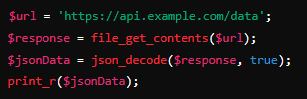 $url = 'https://api.example.com/data';
$response = file_get_contents($url);
$jsonData = json_decode($response, true);
print_r($jsonData);